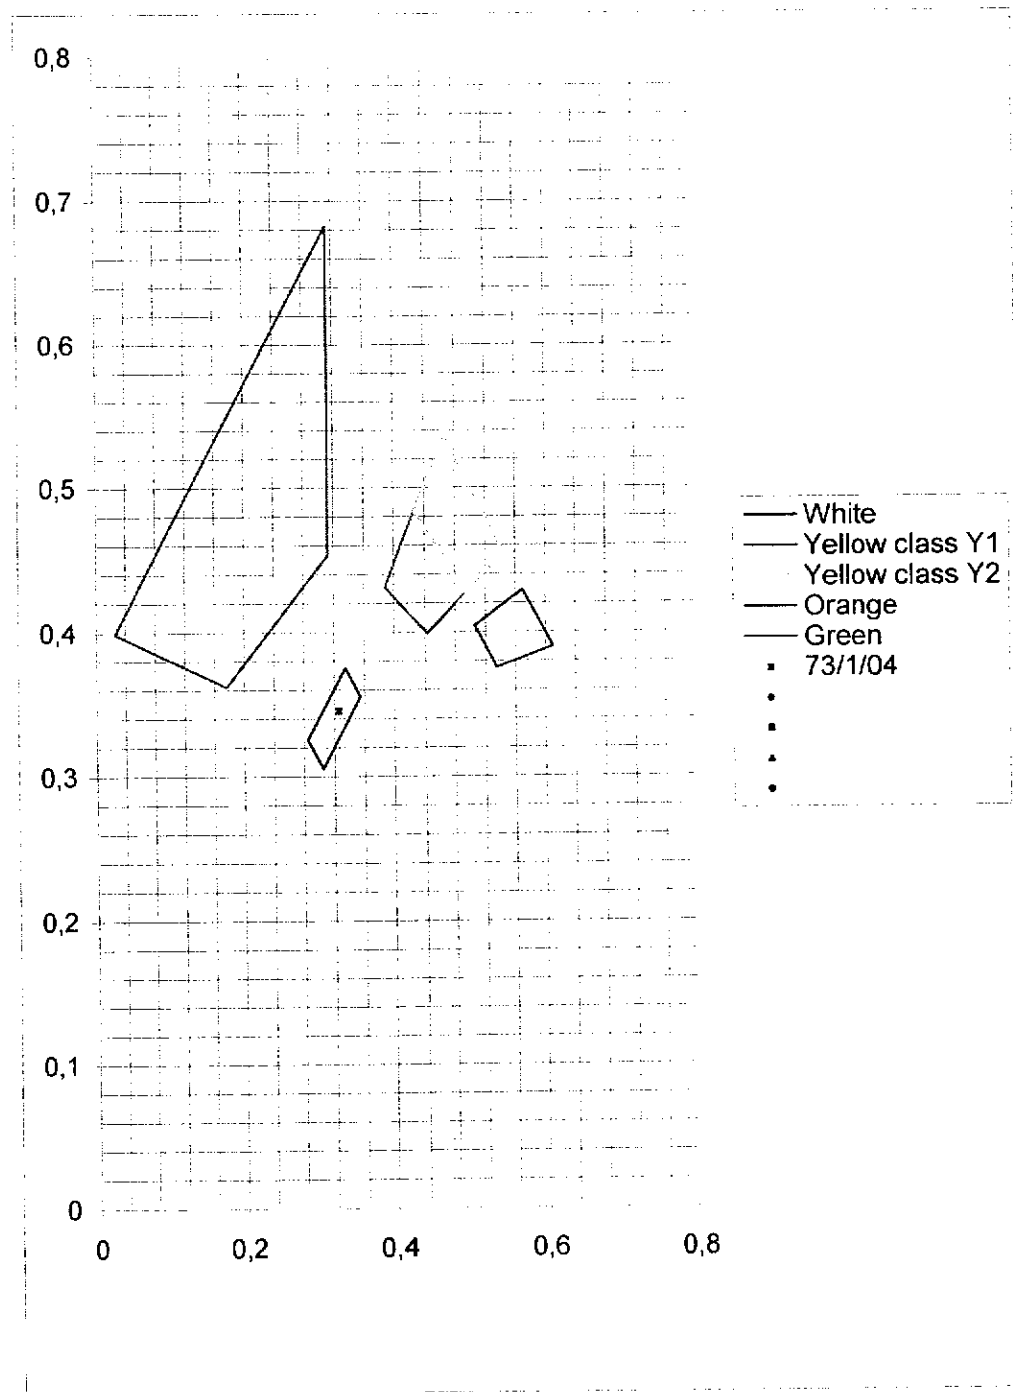 0,8
0,7
0,6
0,5
0,4
0,3
0,2
0,1
0
0 0,2 0,4 0,6 0,8
White
Yellow class Y1
Yellow class Y2
Orange
Green
73/1/04